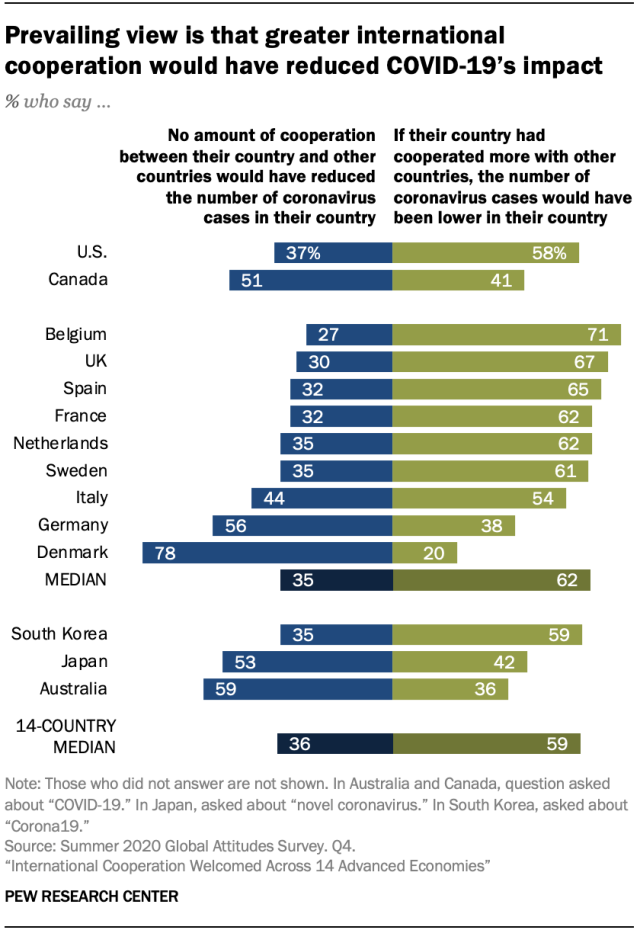 Prevailing view is that greater international
cooperation would have reduced COVID-19’s impact
% who say ...
No amount of cooperation
between their country and other
countries would have reduced
the number of coronavirus
cases in their country
If their country had
cooperated more with other
countries, the number of
coronavirus cases would have
been lower in their country
U.S. 37% 58%
Canada 51 41
Belgium 27 71
UK 30 67
Spain 32 65
France 32 62
Netherlands 35 62
Sweden 35 61
Italy 44 54
Germany 56 38
Denmark 78 20
MEDIAN 35 62
South Korea 35 59
Japan 53 42
Australia 59 36
14-COUNTRY
MEDIAN 36 59
Note: Those who did not answer are not shown. In Australia and Canada, question asked
about “COVID-19.” In Japan, asked about “novel coronavirus.” In South Korea, asked about
“Corona19.”
Source: Summer 2020 Global Attitudes Survey. Q4.
“International Cooperation Welcomed Across 14 Advanced Economies”
PEW RESEARCH CENTER